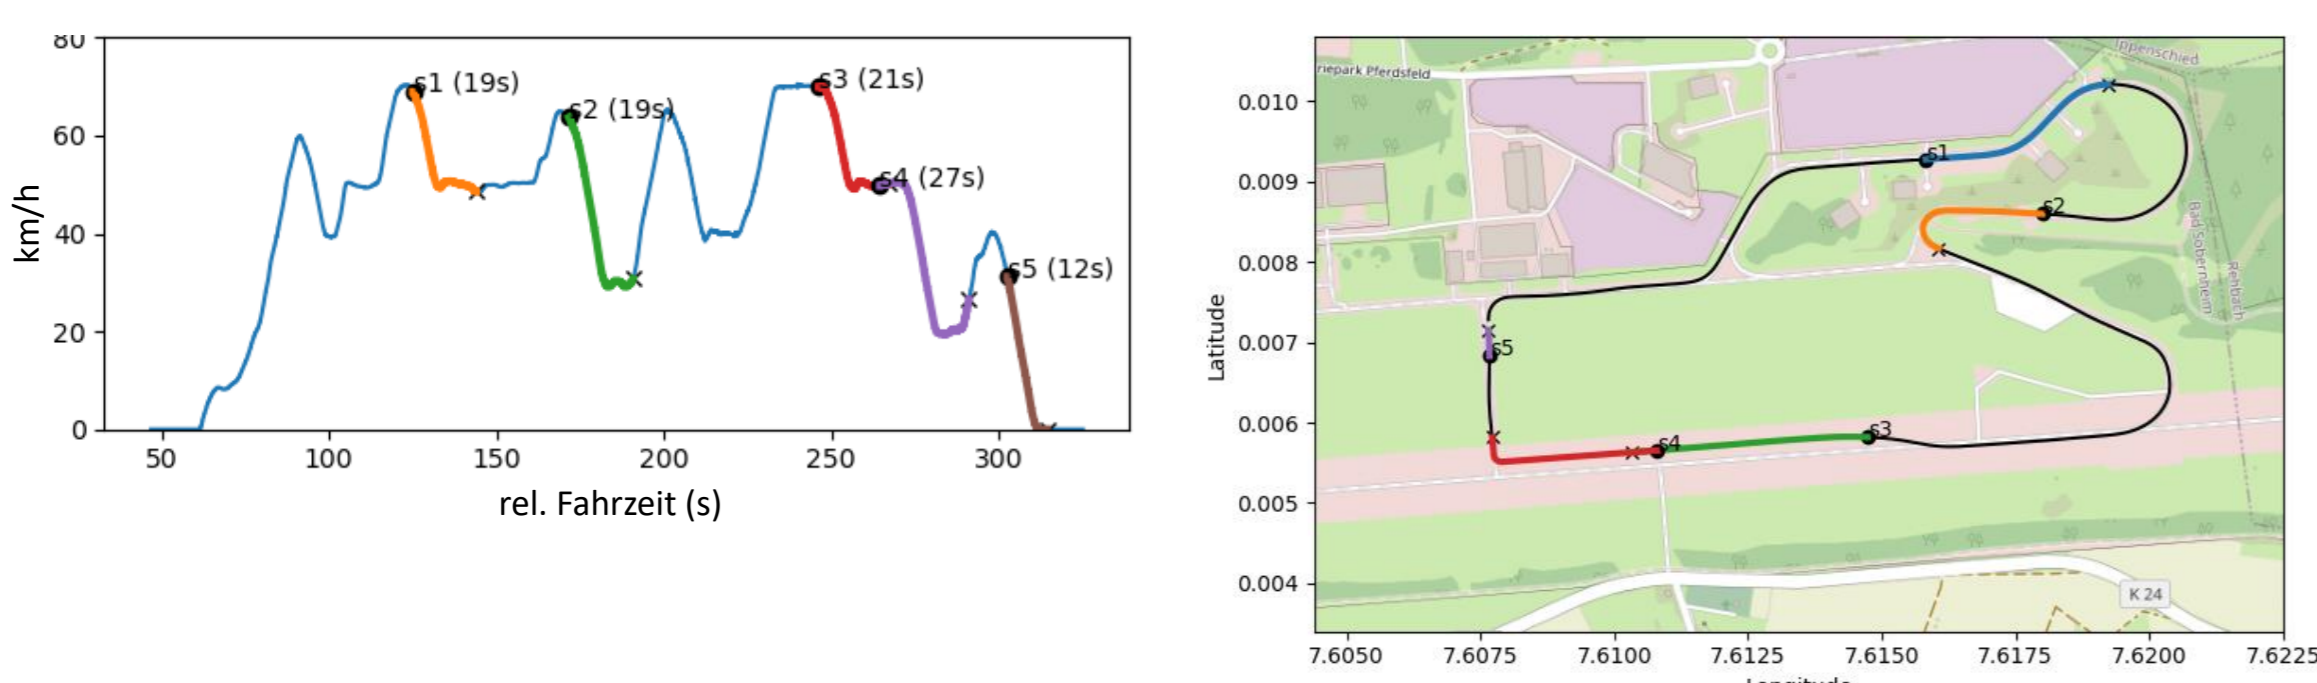 80
60
40
20
0
km/h
s1 (19s)
s2 (19s)
s3 (21s)
s4 (27s)
s5 (12s)
50 100 150 200 250 300
rel. Fahrzeit (s)
0.010
0.009
0.008
0.007
0.006
0.005
0.004
Latitude
riepark Pferdsfeld
Ippenschied
s1
s2
Bad Sobernheim
Rehbach
s5
s4
s3
K 24
7.6050 7.6075 7.6100 7.6125 7.6150 7.6175 7.6200 7.6225